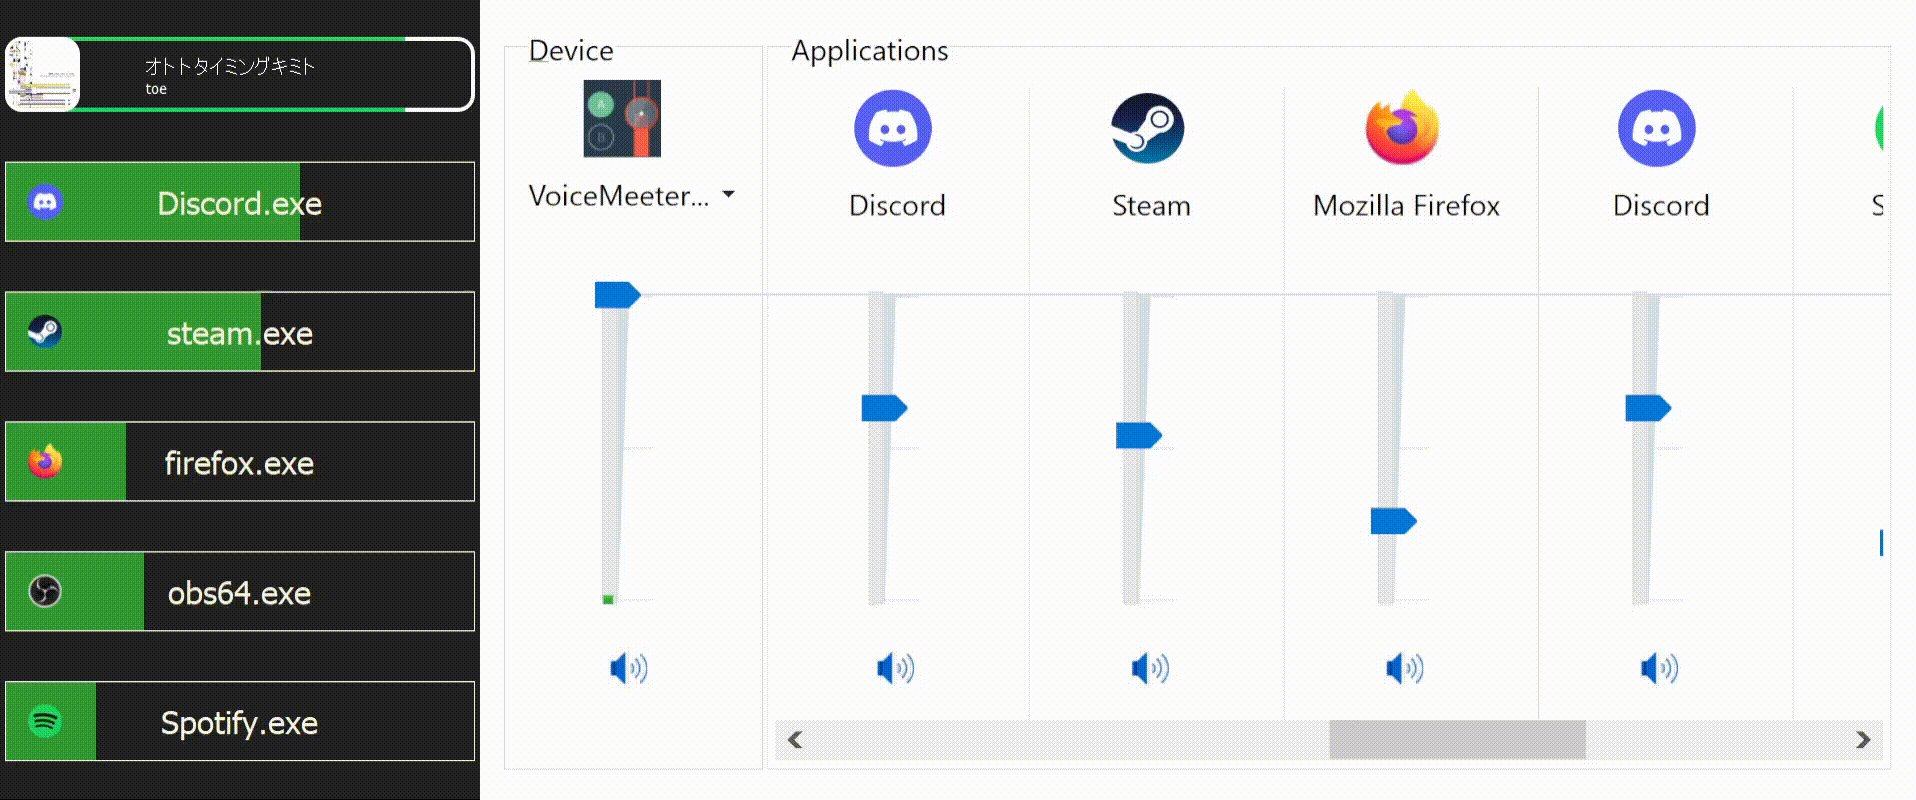 オトトタイミングキミト
toe
Discord.exe
steam.exe
firefox.exe
obs64.exe
Spotify.exe
Device
VoiceMeeter...
Applications
Discord
Steam
Mozilla Firefox
Discord
S